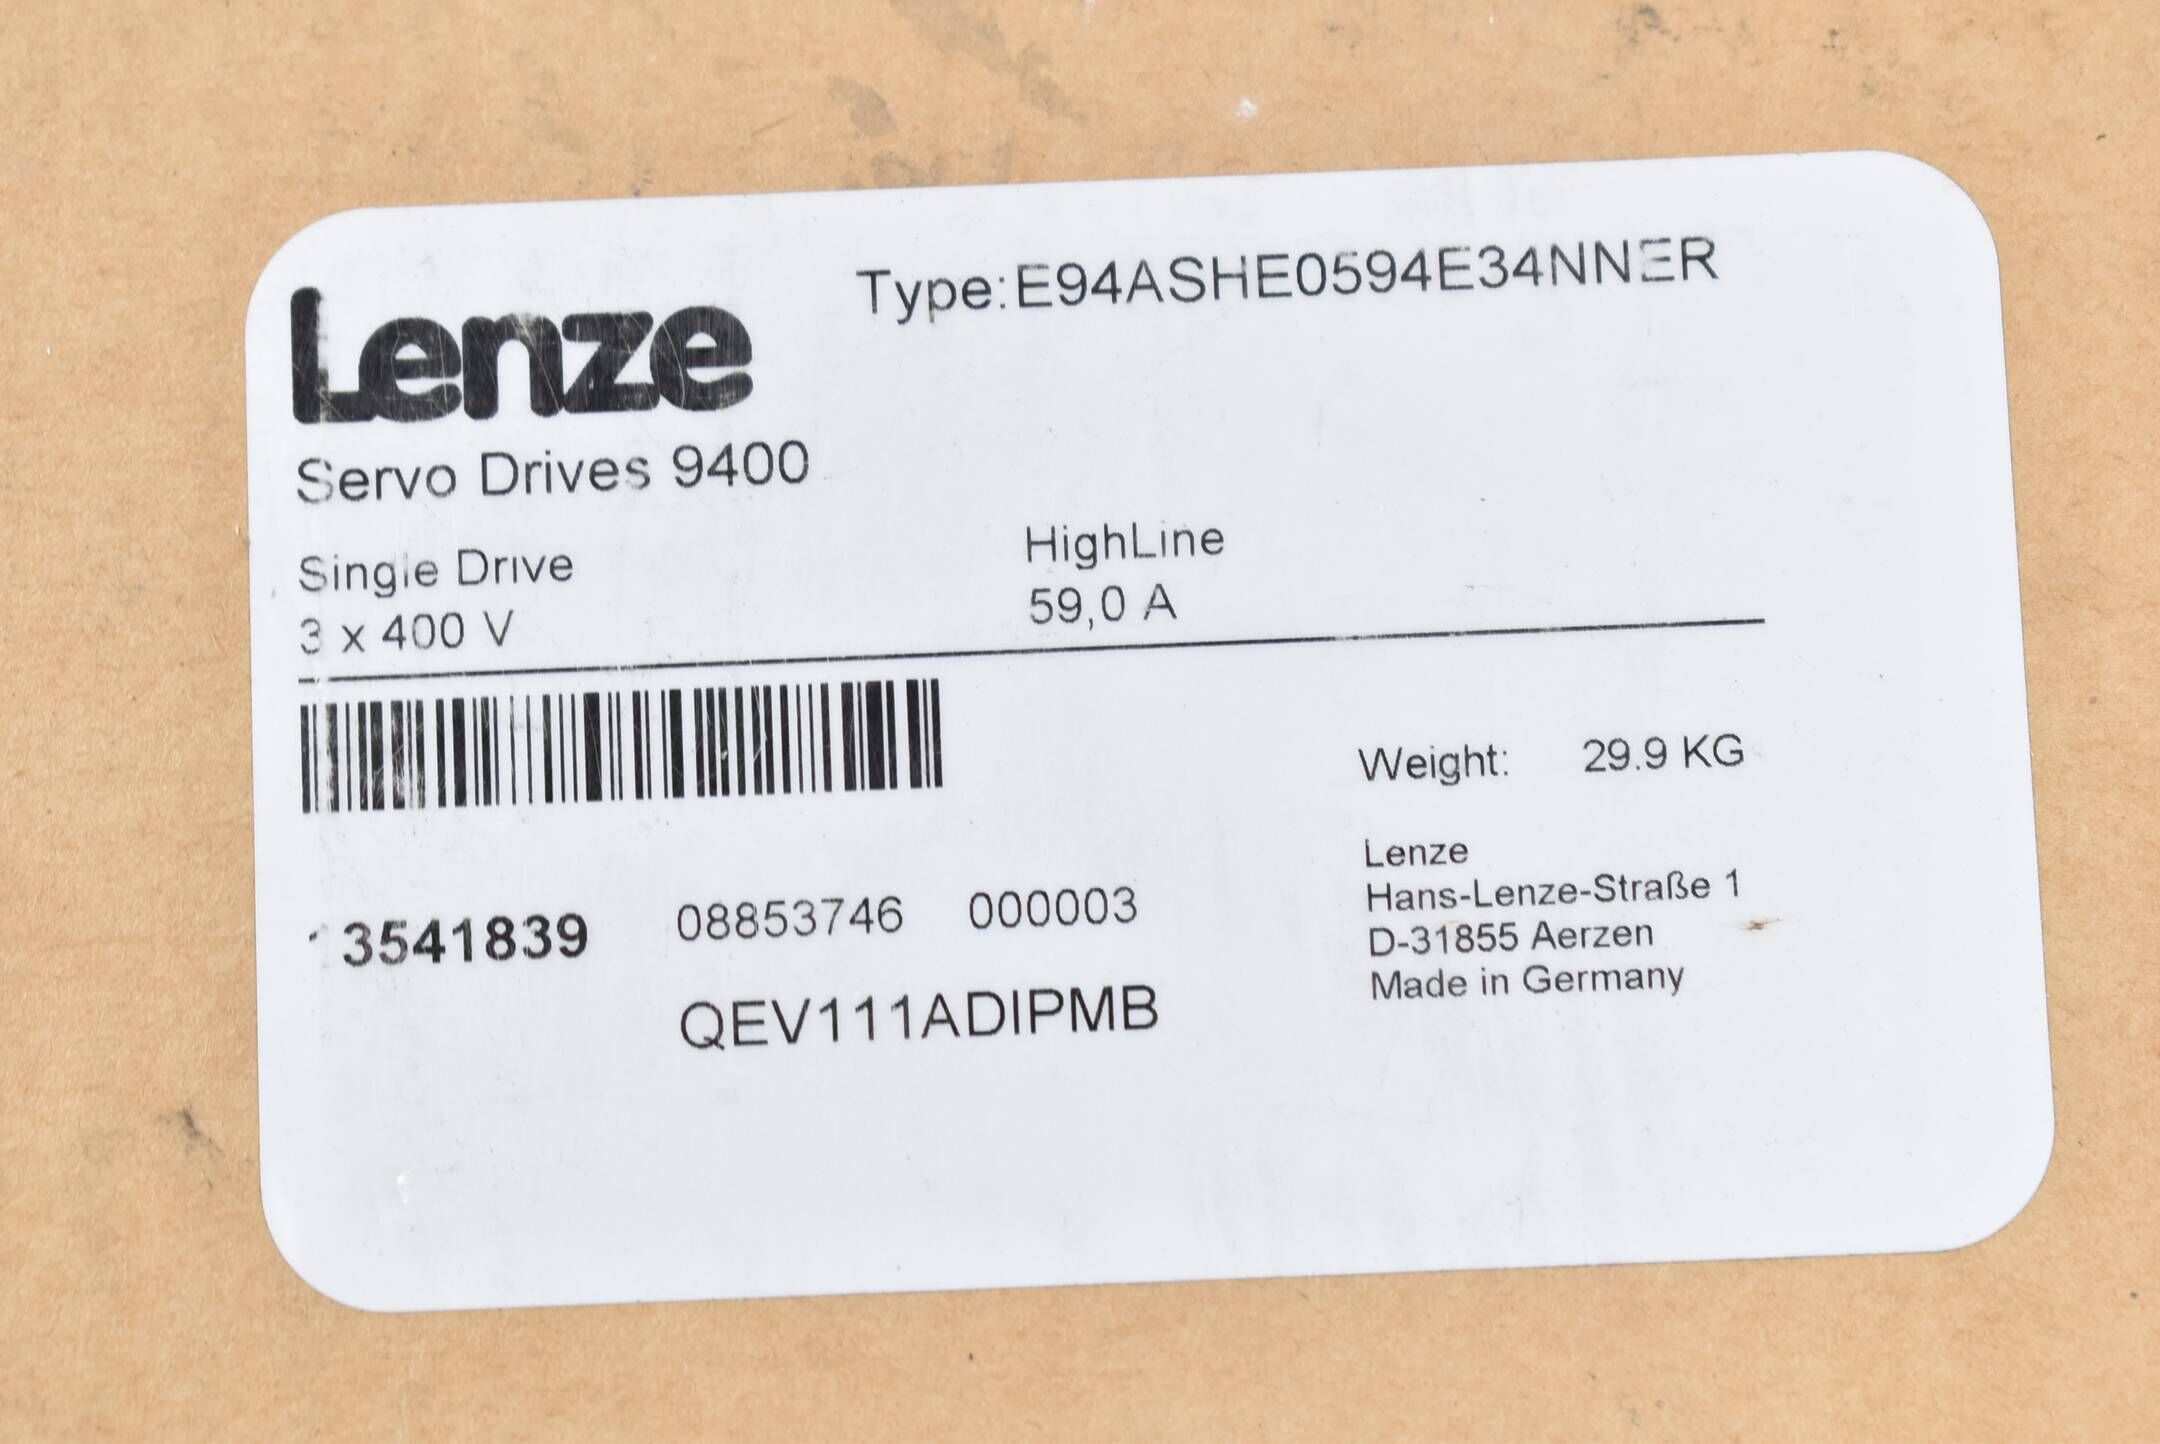 Lenze
Type:E94ASHE0594E34NNER
Servo Drives 9400
Single Drive HighLine
3 x 400 V 59,0 A
Weight: 29.9 KG
13541839 08853746 000003
QEV111ADIPMB
Lenze
Hans-Lenze-Straße 1
D-31855 Aerzen
Made in Germany